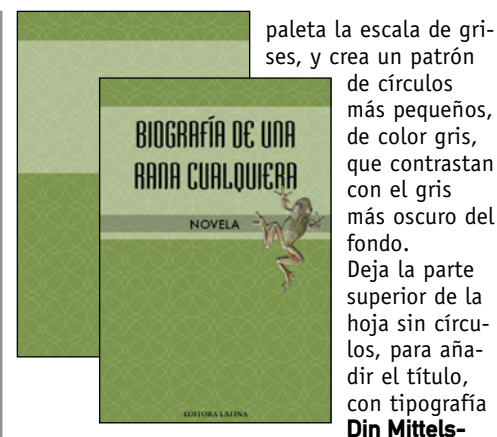 paleta la escala de gri-
ses, y crea un patrón
de círculos
más pequeños,
de color gris,
que contrastan
con el gris
más oscuro del
fondo.
Deja la parte
superior de la
hoja sin círcu-
los, para aña-
dir el título,
con tipografía
Din Mittels-
BIOGRAFÍA DE UNA
RANA CUALQUIERA
NOVELA
EDITORA LATINA